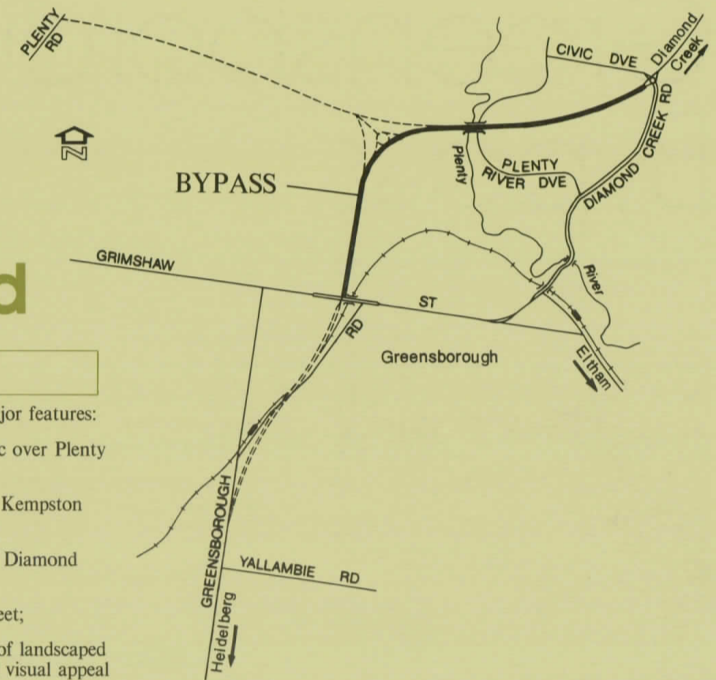 PLENTY
RD
CIVIC DVE
Diamond
Creek
N
BYPASS
Plenty
PLENTY
RIVER DVE
DIAMOND CREEK RD
GRIMSHAW
ST
RD
River
Greensborough
Eltham
GREENSBOROUGH
YALLAMBIE RD
Heidelberg
d
jor features:
c over Plenty
Kempston
Diamond
eet;
of landscaped
visual appeal